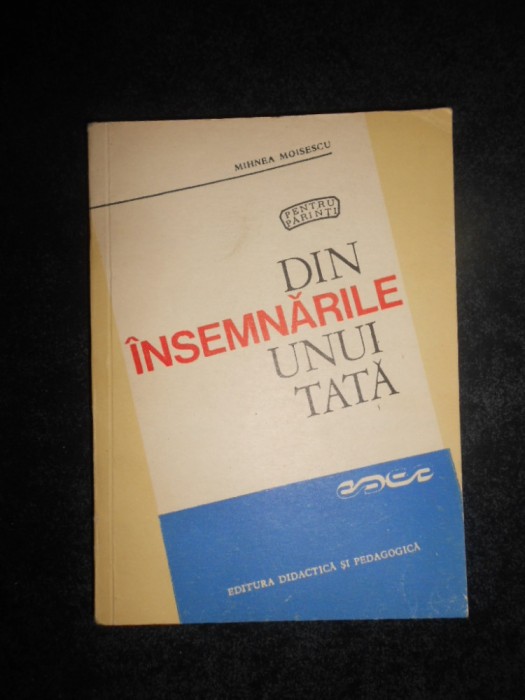 MIHNEA MOISESCU
PENTRU
PĂRINȚI
DIN
ÎNSEMNĂRILE
UNUI
TATĂ
EDITURA DIDACTICĂ ȘI PEDAGOGICĂ